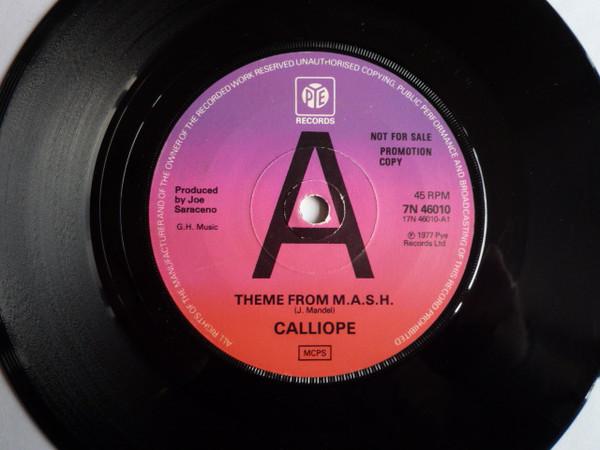 ALL RIGHTS OF THE MANUFACTURER AND OF THE OWNER OF THE RECORDED WORK RESERVED UNAUTHORISED COPYING, PUBLIC PERFORMANCE AND BROADCASTING OF THIS RECORD PROHIBITED
PYE
RECORDS
A
NOT FOR SALE
PROMOTION
COPY
Produced
by Joe
Saraceno
G.H. Music
45 RPM
7N 46010
17N 46010-A1
Ⓟ 1977 Pye
Records Ltd
THEME FROM M.A.S.H.
(J. Mandel)
CALLIOPE
MCPS